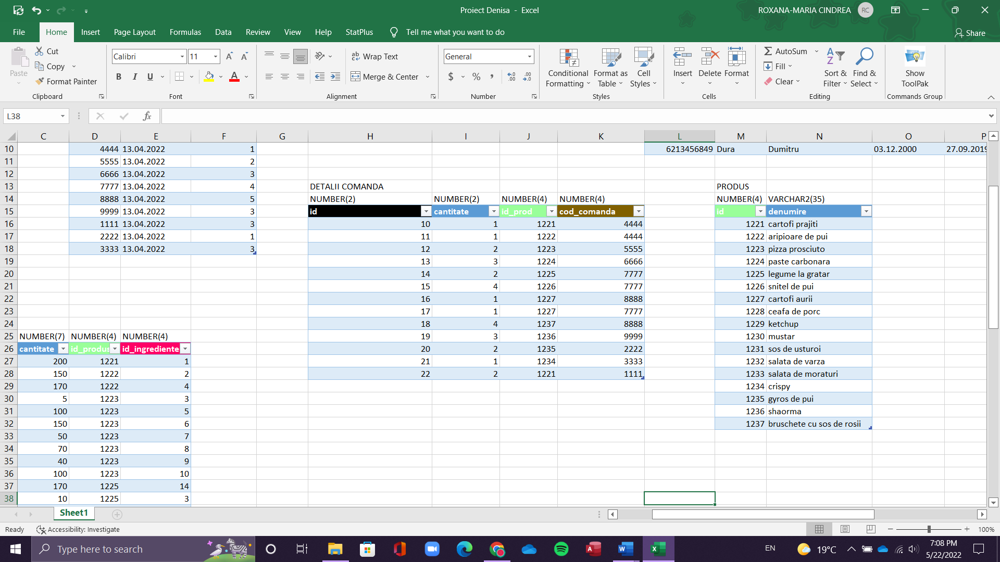 Proiect Denisa - Excel
ROXANA-MARIA CINDREA RC
File Home Insert Page Layout Formulas Data Review View Help StatPlus Tell me what you want to do Share
Paste Cut Copy Format Painter Clipboard
Calibri 11 B I U Font
Wrap Text Merge & Center Alignment
General $ % Number
Conditional Formatting Format as Table Cell Styles Styles
Insert Delete Format Cells
AutoSum Fill Clear Sort & Filter Find & Select Editing
Show ToolPak Commands Group
L38 fx
C D E F G H I J K L M N O P
10 4444 13.04.2022 1 6213456849 Dura Dumitru 03.12.2000 27.09.2019
11 5555 13.04.2022 2
12 6666 13.04.2022 3
13 7777 13.04.2022 4 DETALII COMANDA PRODUS
14 8888 13.04.2022 5 NUMBER(2) NUMBER(2) NUMBER(4) NUMBER(4) NUMBER(4) VARCHAR2(35)
15 9999 13.04.2022 3 id cantitate id_prod cod_comanda id denumire
16 1111 13.04.2022 3 10 1 1221 4444 1221 cartofi prajiti
17 2222 13.04.2022 1 11 1 1222 4444 1222 aripioare de pui
18 3333 13.04.2022 3 12 2 1223 5555 1223 pizza prosciuto
19 13 3 1224 6666 1224 paste carbonara
20 14 2 1225 7777 1225 legume la gratar
21 15 4 1226 7777 1226 snitel de pui
22 16 1 1227 8888 1227 cartofi aurii
23 17 1 1227 7777 1228 ceafa de porc
24 18 4 1237 8888 1229 ketchup
25 NUMBER(7) NUMBER(4) NUMBER(4) 19 3 1236 9999 1230 mustar
26 cantitate id_produs id_ingrediente 20 2 1235 2222 1231 sos de usturoi
27 200 1221 1 21 1 1234 3333 1232 salata de varza
28 150 1222 2 22 2 1221 1111 1233 salata de moraturi
29 170 1222 4 1234 crispy
30 5 1223 3 1235 gyros de pui
31 100 1223 5 1236 shaorma
32 150 1223 6 1237 bruschete cu sos de rosii
33 50 1223 7
34 70 1223 8
35 40 1223 9
36 100 1223 10
37 170 1225 14
38 10 1225 3
Sheet1
Ready Accessibility: Investigate 100%
Type here to search EN 19°C 7:08 PM
5/22/2022